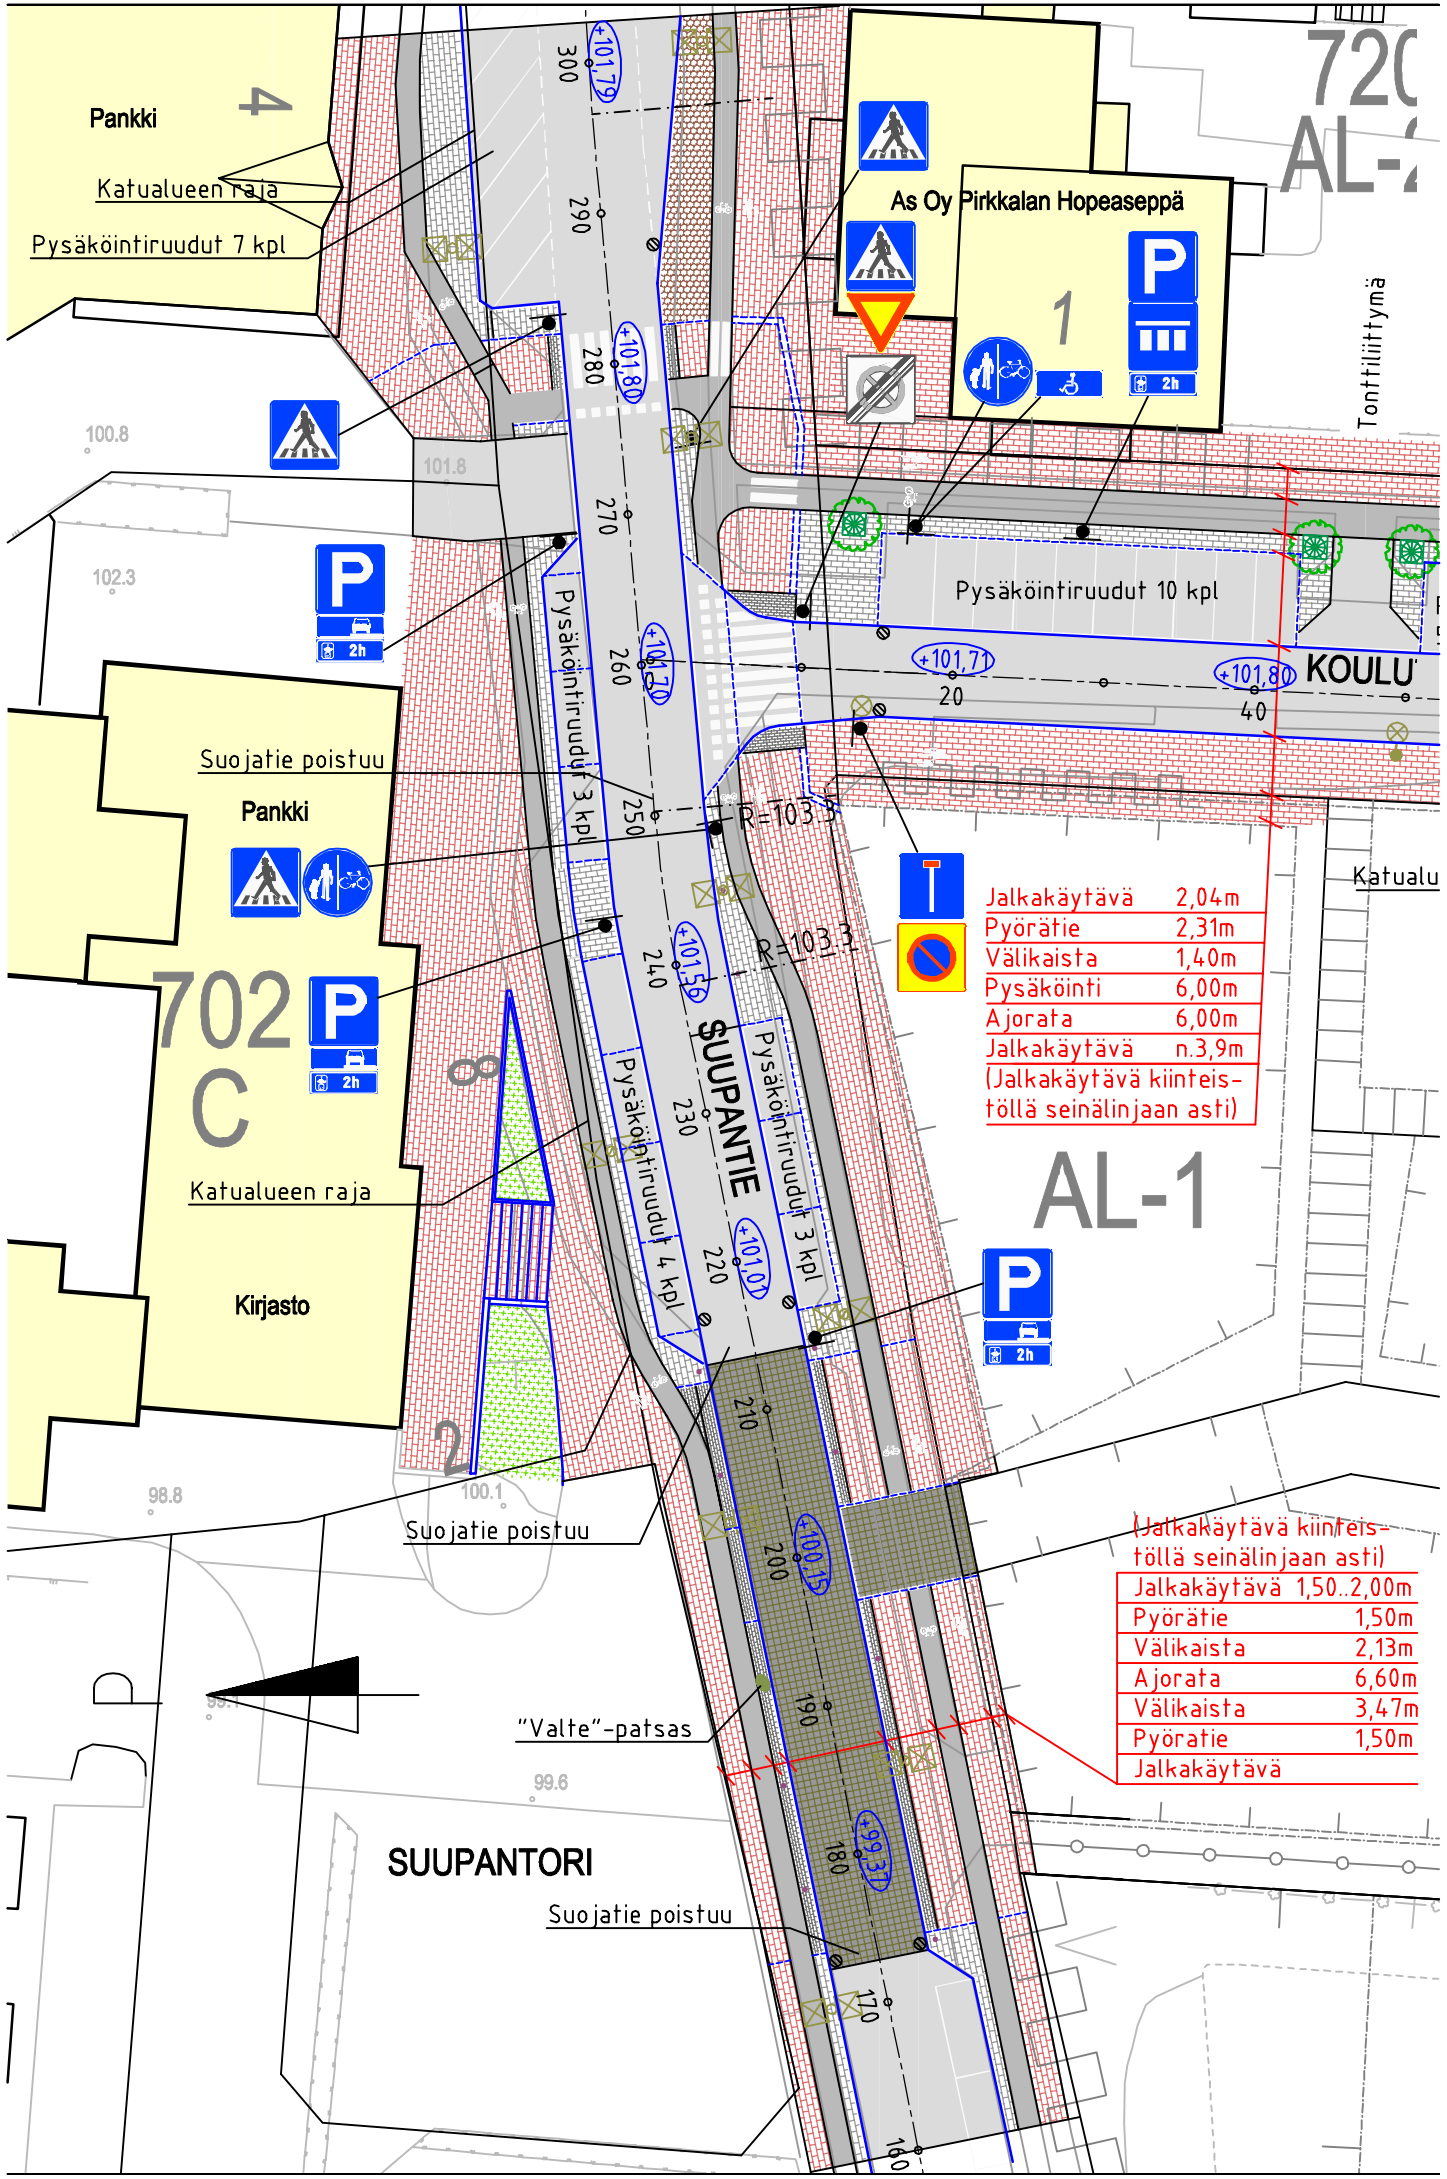 720
AL-2
Pankki
4
Katualueen raja
Pysäköintiruudut 7 kpl
+101,79
300
290
As Oy Pirkkalan Hopeaseppä
1
P
2h
Tonttiliittymä
+101,80
280
100.8
101.8
102.3
270
P
2h
Pysäköintiruudut 3 kpl
Pysäköintiruudut 10 kpl
+101,70
260
+101,71
20
+101,80
40
KOULU
Suojatie poistuu
Pankki
250
R=103.3
R=103.3
Katualu
702
C
P
2h
8
+101,56
240
SUUPANTIE
230
Pysäköintiruudut 4 kpl
Pysäköintiruudut 3 kpl
Jalkakäytävä 2,04m
Pyörätie 2,31m
Välikaista 1,40m
Pysäköinti 6,00m
Ajorata 6,00m
Jalkakäytävä n.3,9m
(Jalkakäytävä kiinteis-
töllä seinälinjaan asti)
AL-1
Katualueen raja
+101,01
220
Kirjasto
P
2h
2
210
98.8
100.1
Suojatie poistuu
+100,15
200
(Jalkakäytävä kiinteis-
töllä seinälinjaan asti)
Jalkakäytävä 1,50..2,00m
Pyörätie 1,50m
Välikaista 2,13m
Ajorata 6,60m
Välikaista 3,47m
Pyöratie 1,50m
Jalkakäytävä
99.1
190
"Valte"-patsas
99.6
+99,37
180
SUUPANTORI
Suojatie poistuu
170
160